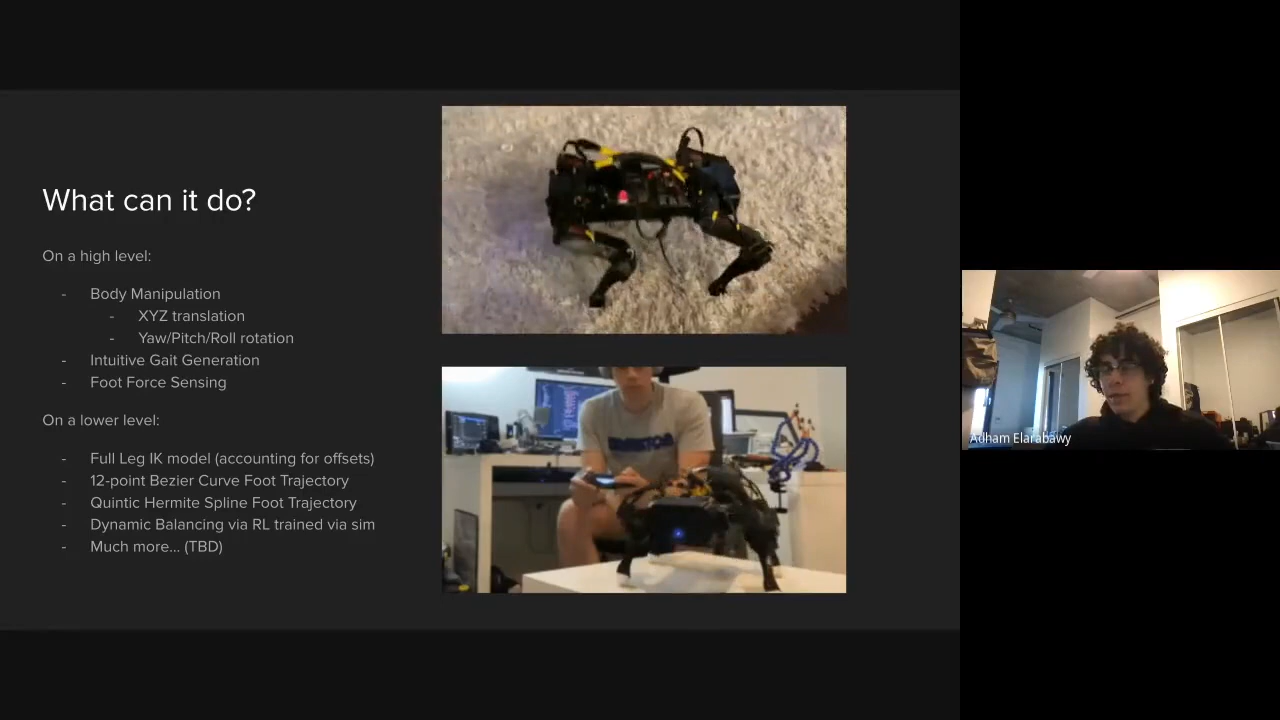 What can it do?
On a high level:
- Body Manipulation
- XYZ translation
- Yaw/Pitch/Roll rotation
- Intuitive Gait Generation
- Foot Force Sensing
On a lower level:
- Full Leg IK model (accounting for offsets)
- 12-point Bezier Curve Foot Trajectory
- Quintic Hermite Spline Foot Trajectory
- Dynamic Balancing via RL trained via sim
- Much more... (TBD)
Adham Elarabawy